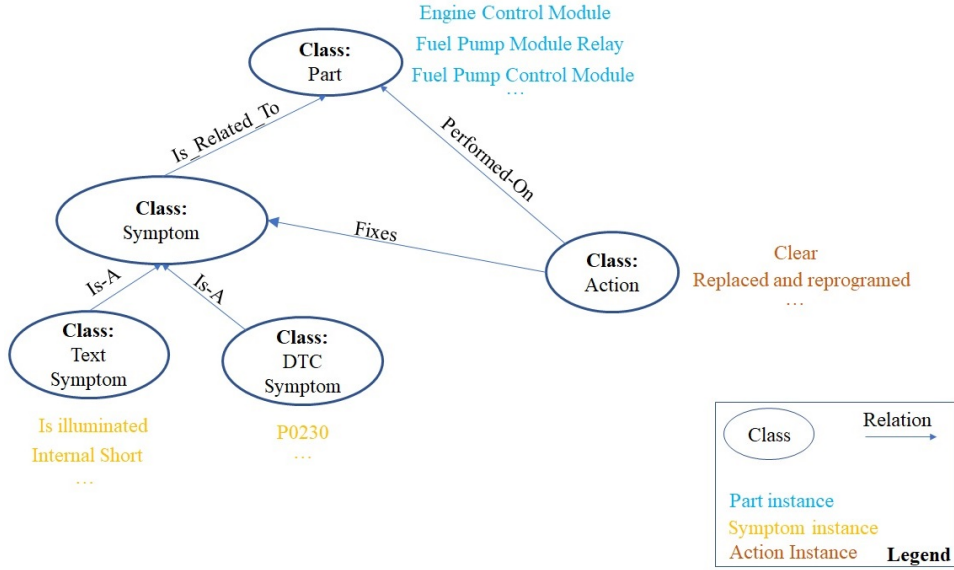 Engine Control Module
Class:
Part
Fuel Pump Module Relay
Fuel Pump Control Module
...
Is_Related_To
Performed-On
Class:
Symptom
Fixes
Class:
Action
Clear
Replaced and reprogramed
...
Is-A
Is-A
Class:
Text
Symptom
Class:
DTC
Symptom
Is illuminated
Internal Short
...
P0230
...
Class
Relation
Part instance
Symptom instance
Action Instance
Legend